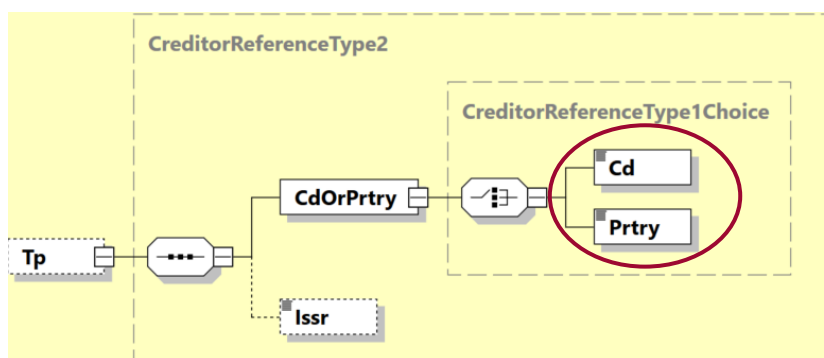 CreditorReferenceType2
CreditorReferenceType1Choice
Cd
CdOrPrtry
Prtry
Tp
Issr